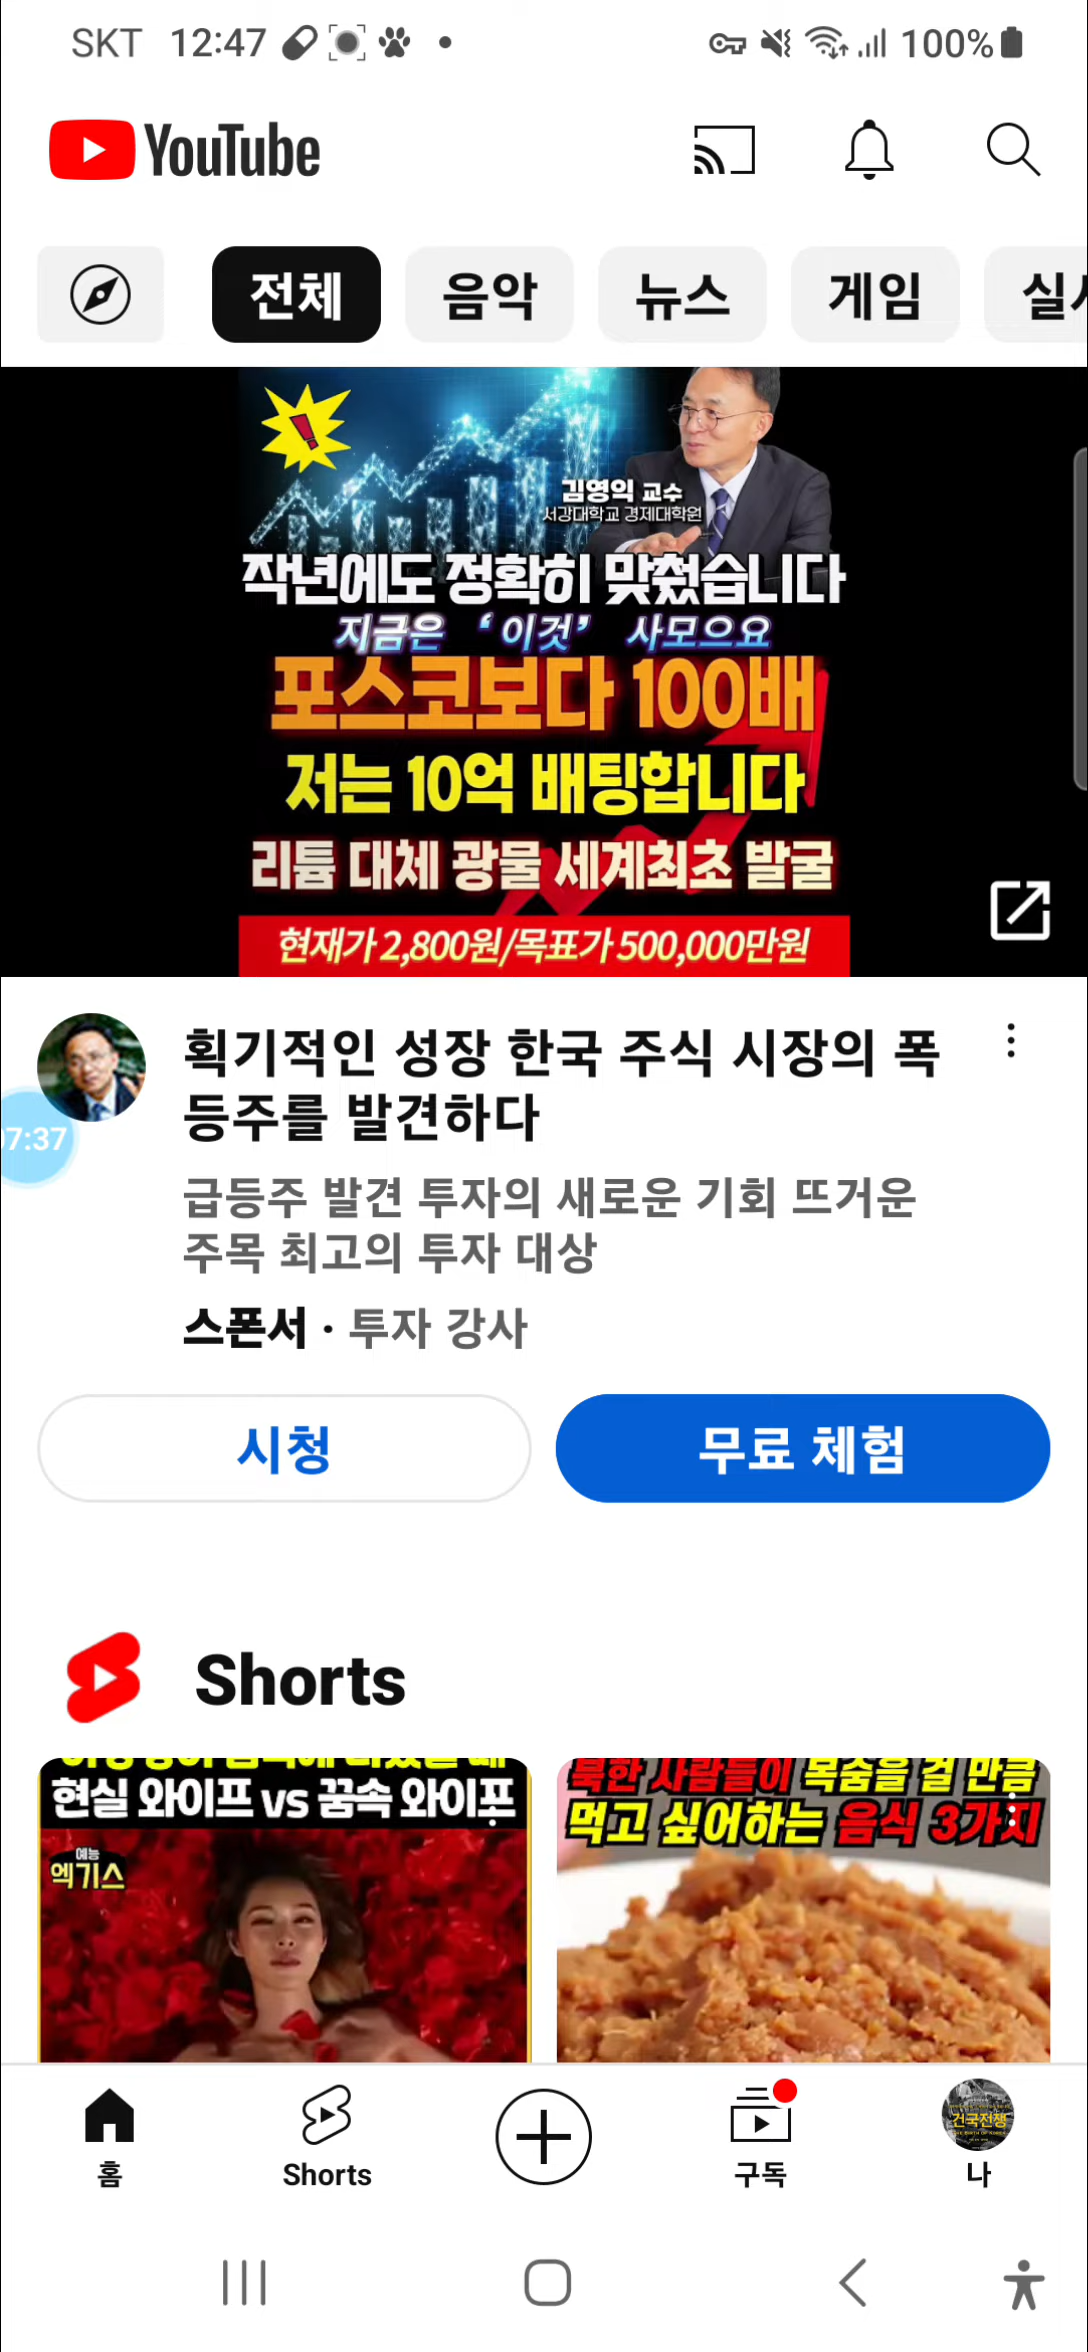 SKT 12:47 100%
YouTube
전체 음악 뉴스 게임
김영익 교수
서강대학교 경제대학원
작년에도 정확히 맞췄습니다
지금은 ‘이것’ 사모으요
포스코보다 100배
저는 10억 배팅합니다
리튬 대체 광물 세계최초 발굴
현재가 2,800원/목표가 500,000만원
획기적인 성장 한국 주식 시장의 폭
등주를 발견하다
07:37
급등주 발견 투자의 새로운 기회 뜨거운
주목 최고의 투자 대상
스폰서 · 투자 강사
시청 무료 체험
Shorts
현실 와이프 vs 꿈속 와이프
예능
엑기스
북한 사람들이 목숨을 걸 만큼
먹고 싶어하는 음식 3가지
건국전쟁
홈 Shorts 구독 나